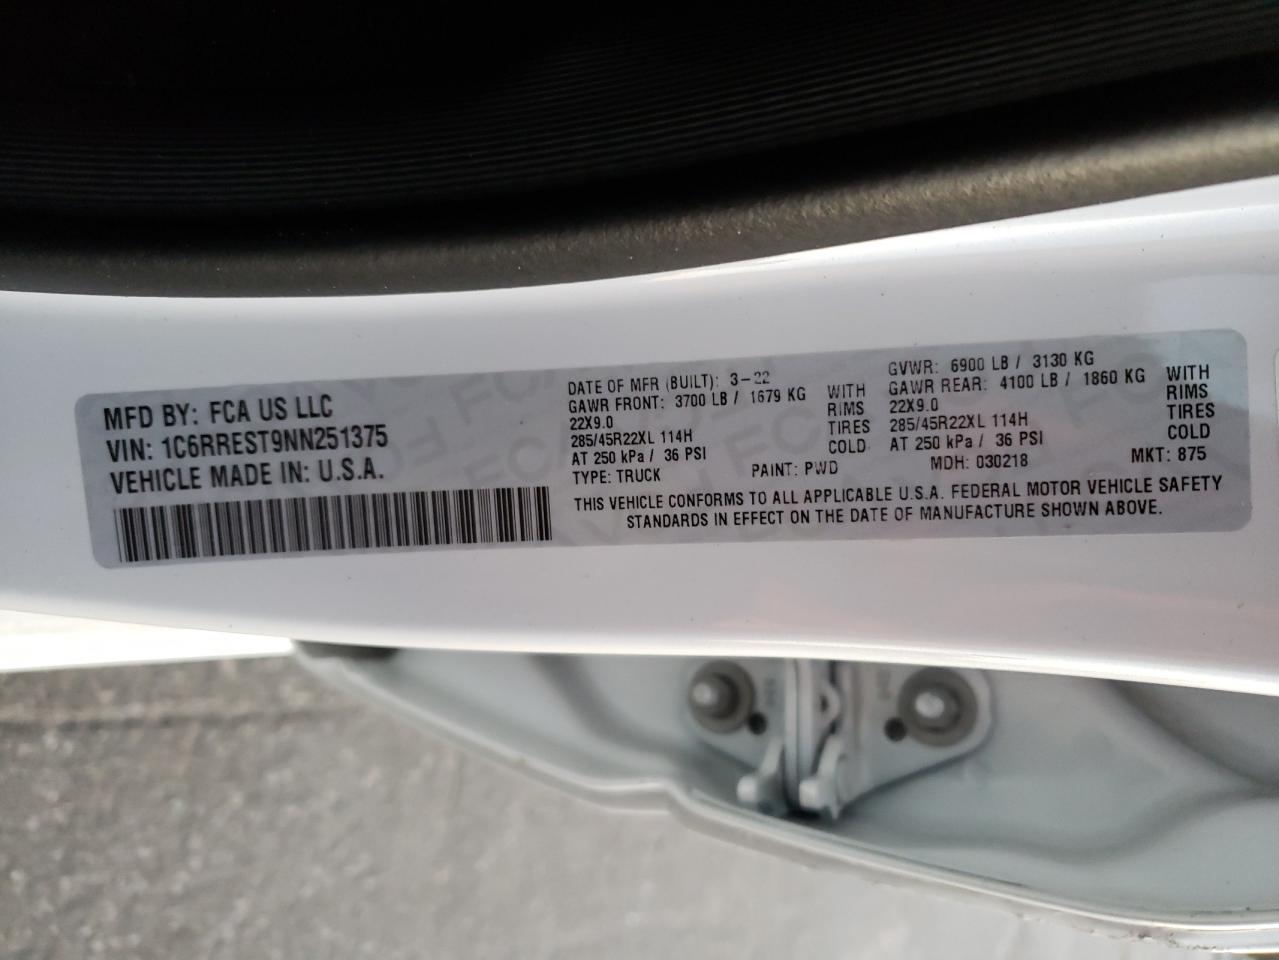 MFD BY: FCA US LLC
VIN: 1C6RREST9NN251375
VEHICLE MADE IN: U.S.A.
DATE OF MFR (BUILT): 3-22
GAWR FRONT: 3700 LB / 1679 KG WITH
22X9.0 RIMS
285/45R22XL 114H TIRES
AT 250 kPa / 36 PSI COLD
TYPE: TRUCK PAINT: PWD
GVWR: 6900 LB / 3130 KG
GAWR REAR: 4100 LB / 1860 KG WITH
22X9.0 RIMS
285/45R22XL 114H TIRES
AT 250 kPa / 36 PSI COLD
MDH: 030218 MKT: 875
THIS VEHICLE CONFORMS TO ALL APPLICABLE U.S.A. FEDERAL MOTOR VEHICLE SAFETY
STANDARDS IN EFFECT ON THE DATE OF MANUFACTURE SHOWN ABOVE.